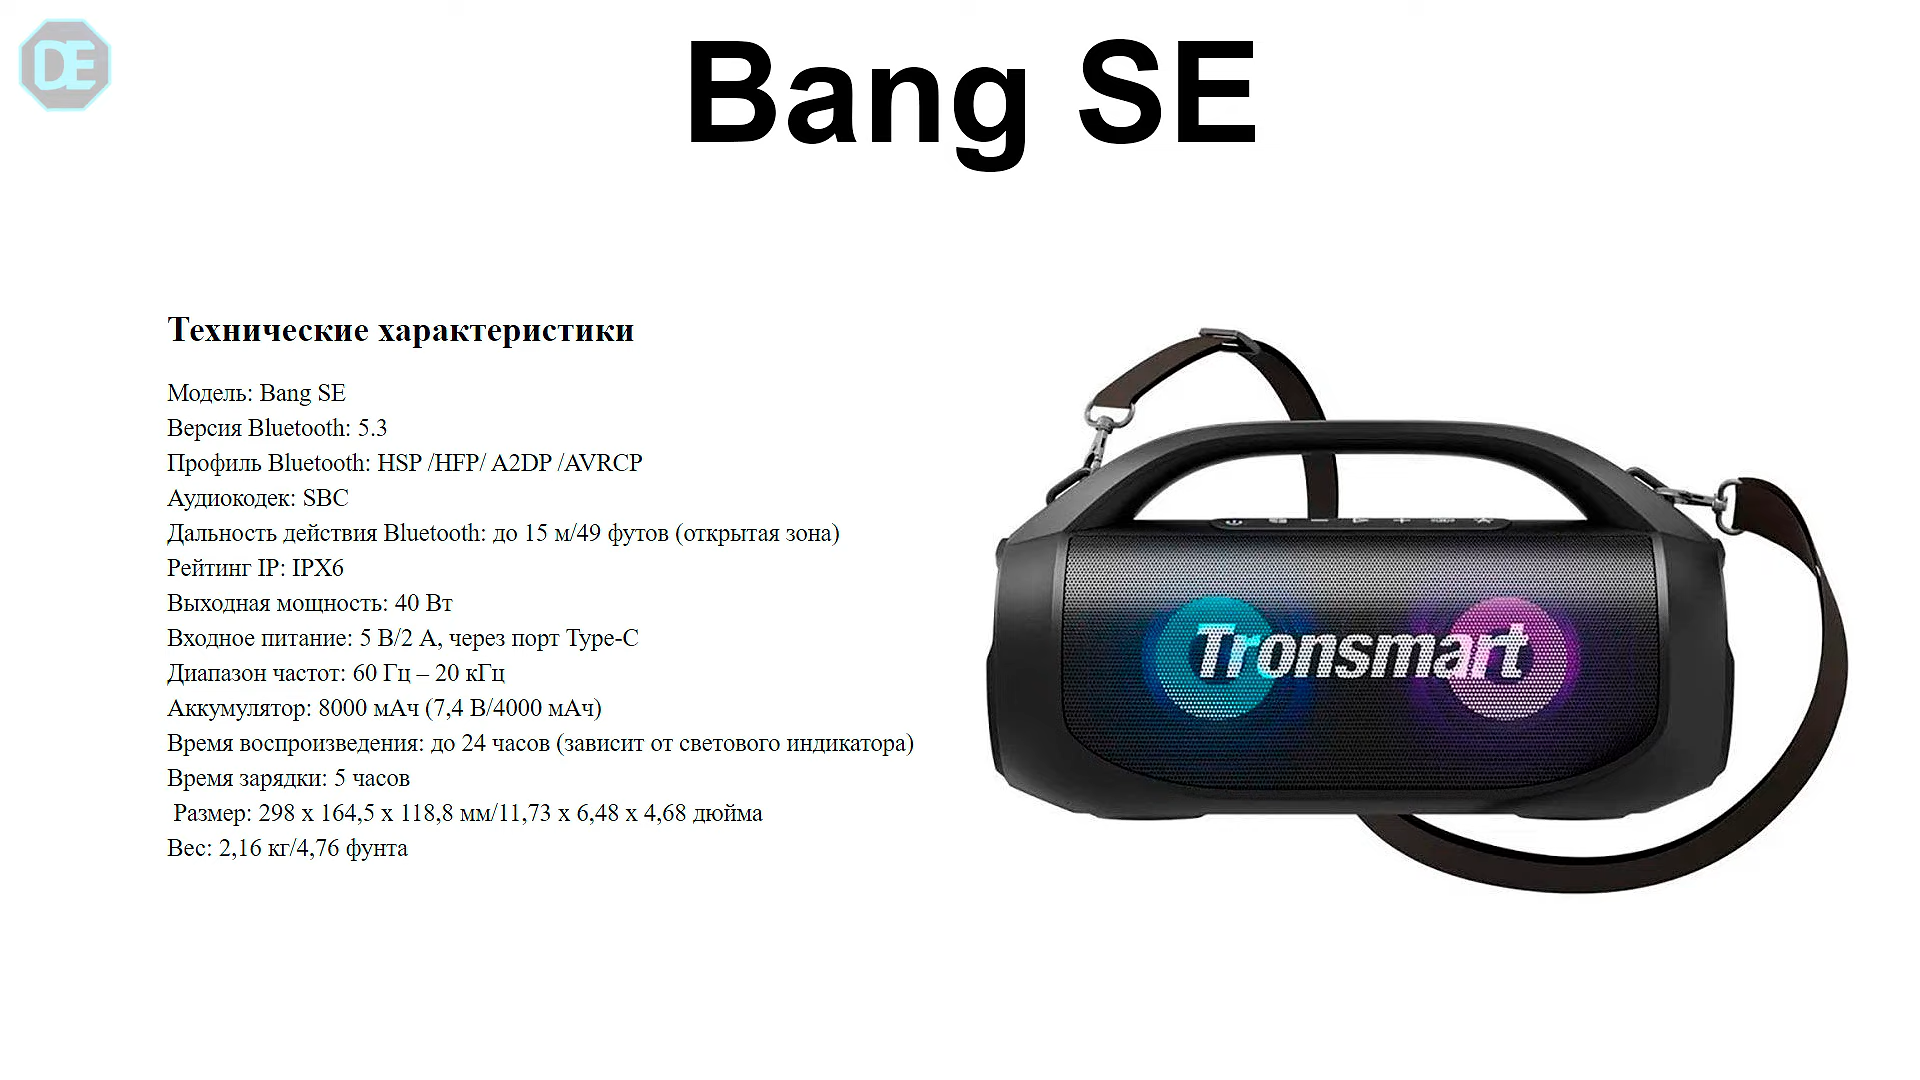 DE
Bang SE
Технические характеристики
Модель: Bang SE
Версия Bluetooth: 5.3
Профиль Bluetooth: HSP /HFP/ A2DP /AVRCP
Аудиокодек: SBC
Дальность действия Bluetooth: до 15 м/49 футов (открытая зона)
Рейтинг IP: IPX6
Выходная мощность: 40 Вт
Входное питание: 5 В/2 А, через порт Type-C
Диапазон частот: 60 Гц – 20 кГц
Аккумулятор: 8000 мАч (7,4 В/4000 мАч)
Время воспроизведения: до 24 часов (зависит от светового индикатора)
Время зарядки: 5 часов
Размер: 298 x 164,5 x 118,8 мм/11,73 x 6,48 x 4,68 дюйма
Вес: 2,16 кг/4,76 фунта
Tronsmart